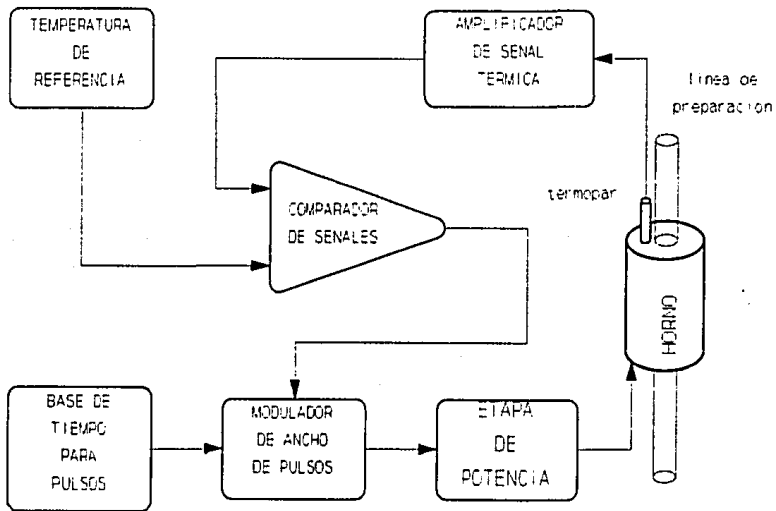 TEMPERATURA
DE
REFERENCIA
AMPLIFICADOR
DE SENAL
TERMICA
linea de
preparacion
termopar
COMPARADOR
DE SENALES
HORNO
BASE DE
TIEMPO
PARA
PULSOS
MODULADOR
DE ANCHO
DE PULSOS
ETAPA
DE
POTENCIA